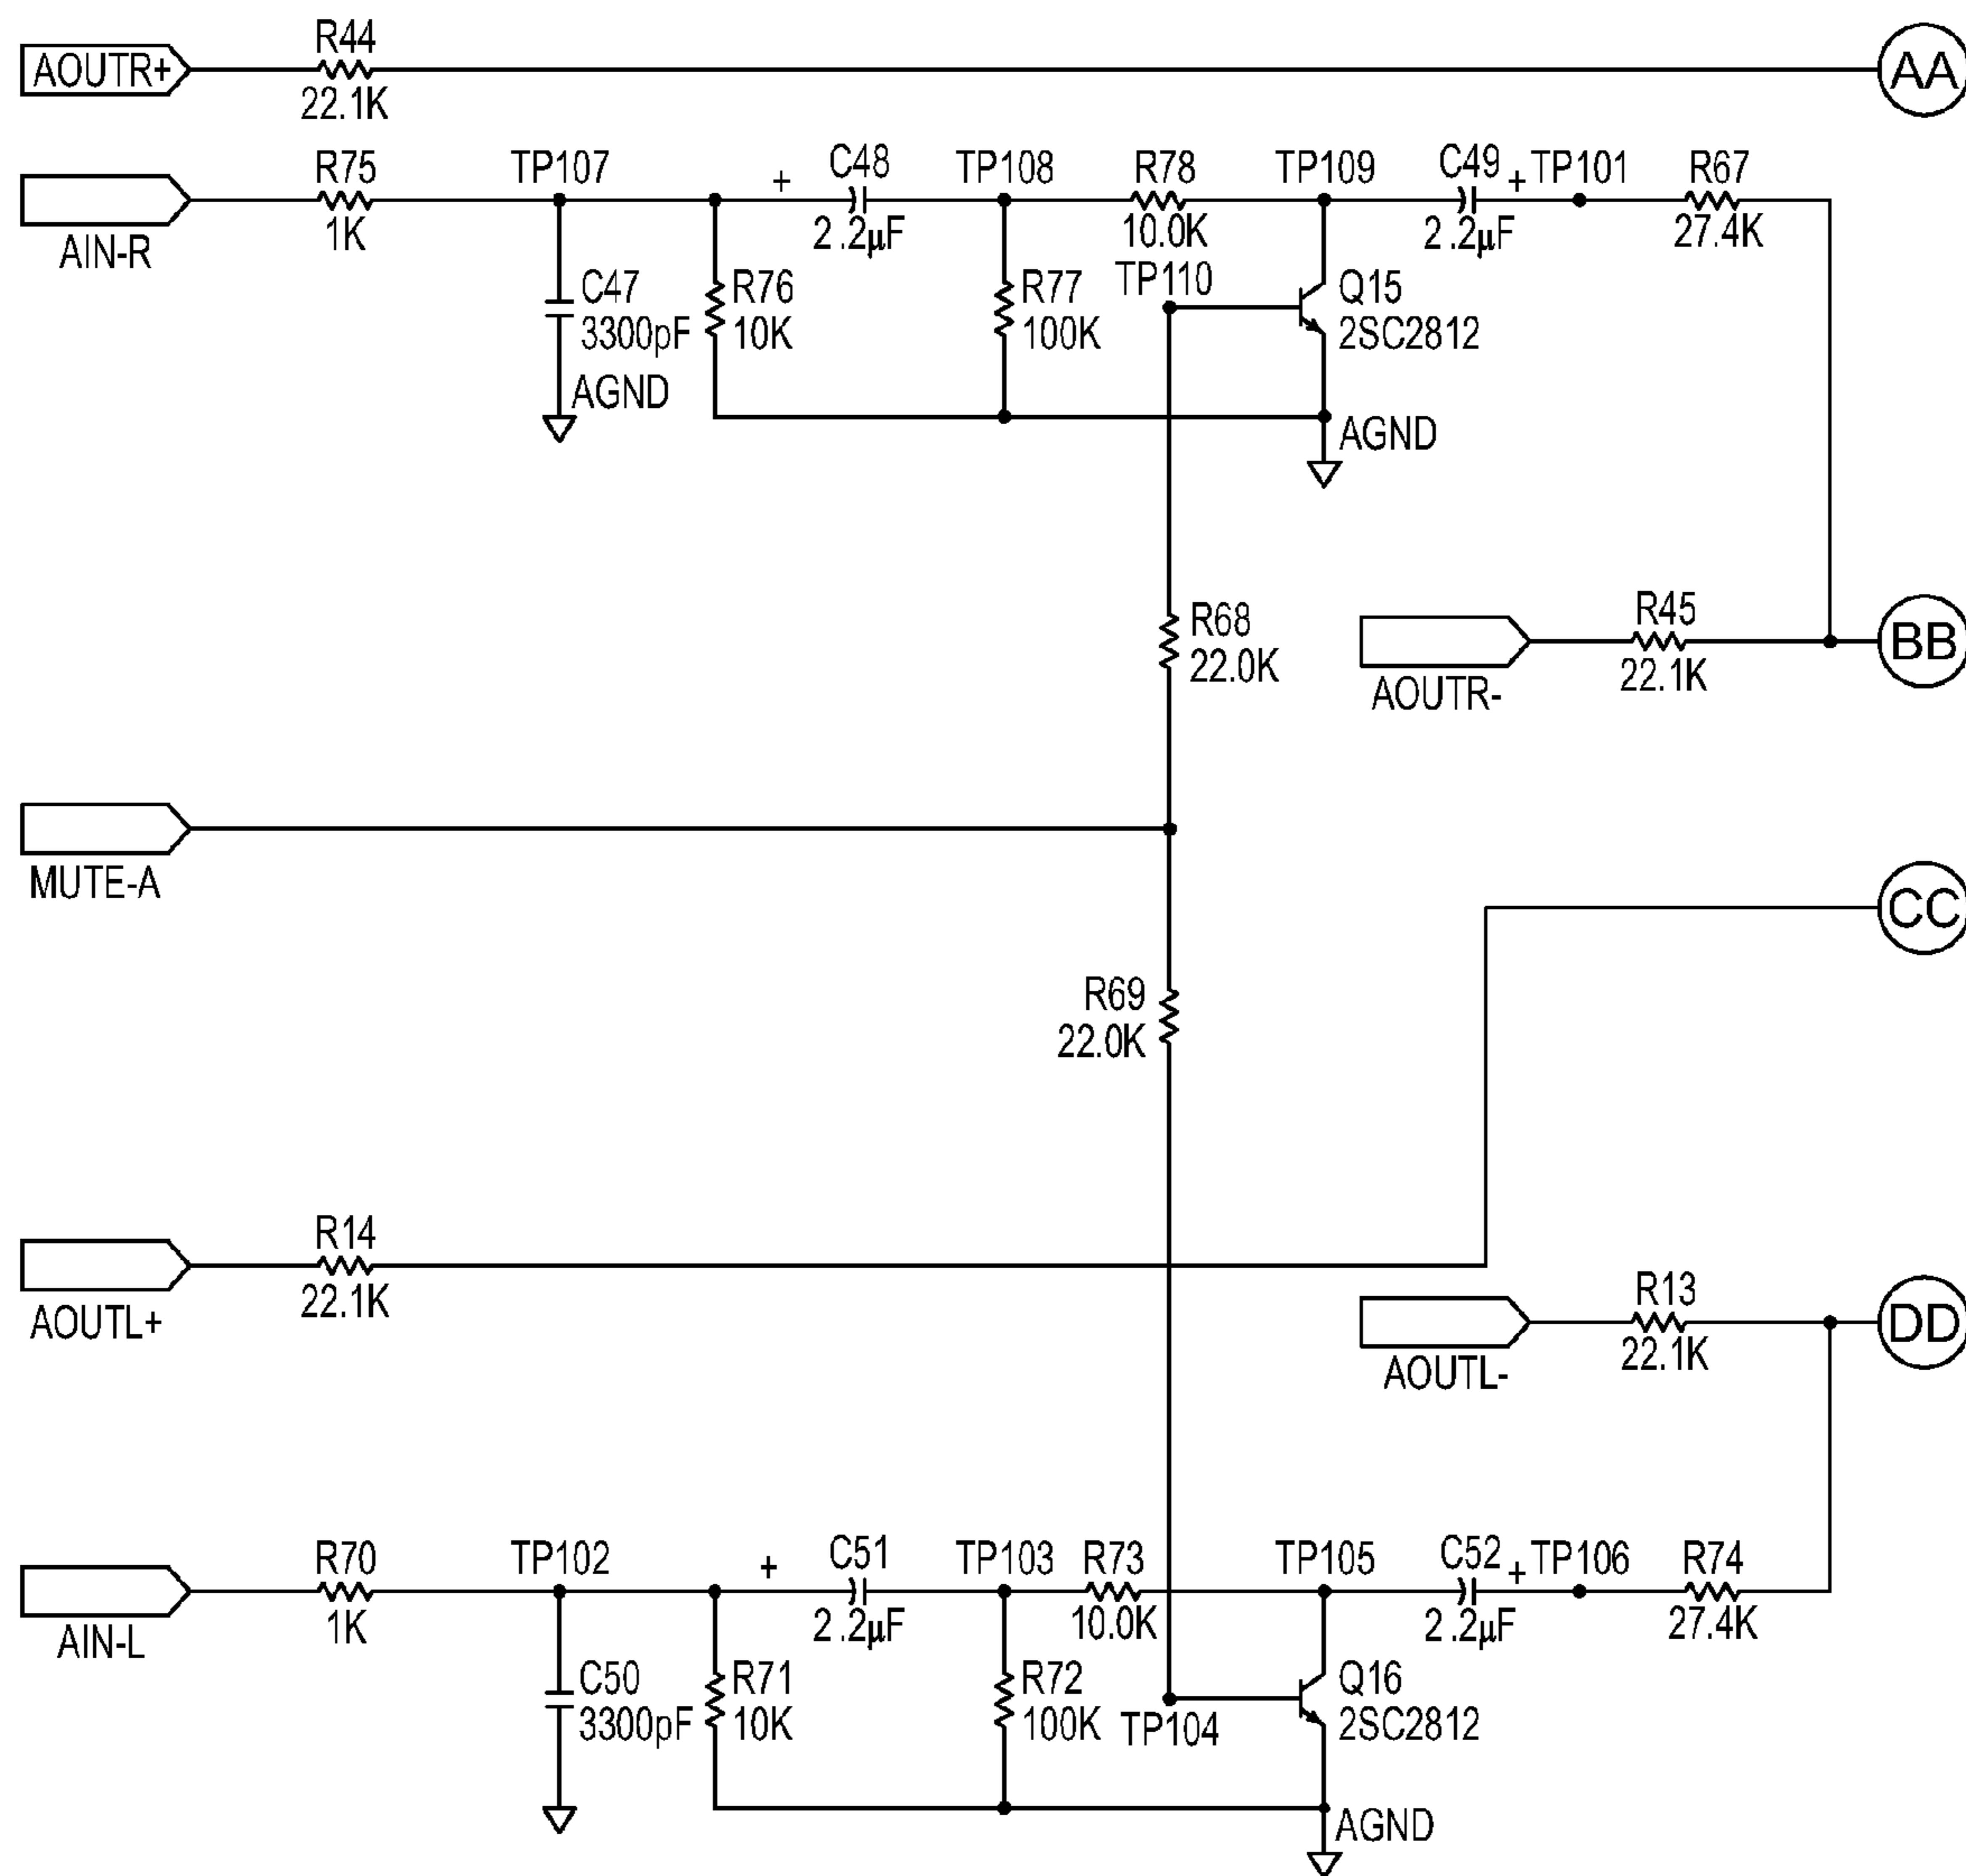 R44
AOUTR+
22.1K
AA
R75
TP107
+
C48
TP108
R78
TP109
C49
+
TP101
R67
1K
2.2µF
10.0K
2.2µF
27.4K
AIN-R
TP110
C47
3300pF
R76
10K
R77
100K
Q15
2SC2812
AGND
AGND
R68
22.0K
R45
22.1K
BB
AOUTR-
MUTE-A
CC
R69
22.0K
R14
22.1K
AOUTL+
R13
22.1K
DD
AOUTL-
R70
TP102
+
C51
TP103
R73
TP105
C52
+
TP106
R74
1K
2.2µF
10.0K
2.2µF
27.4K
AIN-L
C50
3300pF
R71
10K
R72
100K
TP104
Q16
2SC2812
AGND